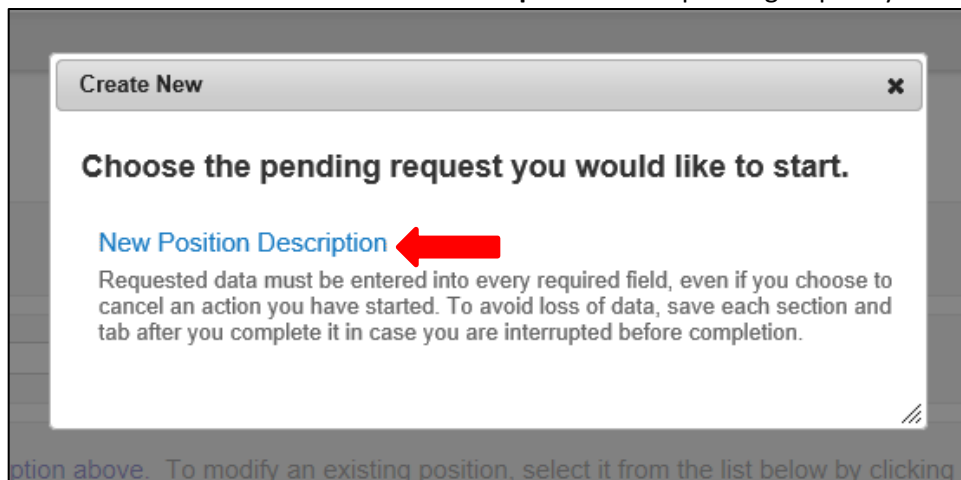 Create New
Choose the pending request you would like to start.
New Position Description
Requested data must be entered into every required field, even if you choose to
cancel an action you have started. To avoid loss of data, save each section and
tab after you complete it in case you are interrupted before completion.
ption above. To modify an existing position, select it from the list below by clicking